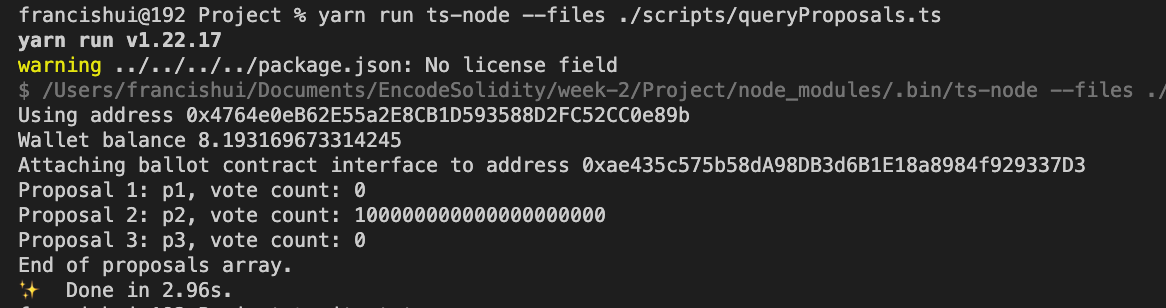 francishui@192 Project % yarn run ts-node --files ./scripts/queryProposals.ts
yarn run v1.22.17
warning ../../../../package.json: No license field
$ /Users/francishui/Documents/EncodeSolidity/week-2/Project/node_modules/.bin/ts-node --files ./
Using address 0x4764e0eB62E55a2E8CB1D593588D2FC52CC0e89b
Wallet balance 8.193169673314245
Attaching ballot contract interface to address 0xae435c575b58dA98DB3d6B1E18a8984f929337D3
Proposal 1: p1, vote count: 0
Proposal 2: p2, vote count: 100000000000000000000
Proposal 3: p3, vote count: 0
End of proposals array.
✨  Done in 2.96s.